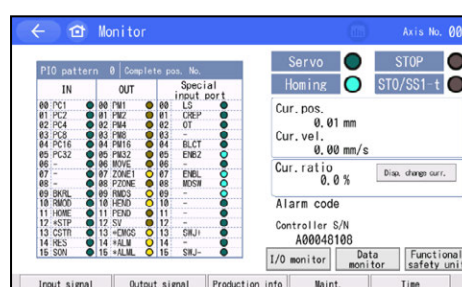 Monitor
Axis No. 00
PIO pattern 0 Complete pos. No.
IN OUT Special input port
00 PC1 00 PM1 00 LS
01 PC2 01 PM2 01 CREP
02 PC4 02 PM4 02 OT
03 PC8 03 PM8 03 -
04 PC16 04 PM16 04 BLCT
05 PC32 05 PM32 05 ENB2
06 - 06 MOVE 06 -
07 - 07 ZONE1 07 ENBL
08 - 08 PZONE 08 MDSW
09 BKRL 09 RMDS 09 -
10 RMOD 10 HEND 10 -
11 HOME 11 PEND 11 -
12 *STP 12 SV 12 -
13 CSTR 13 *EMGS 13 SWJ+
14 RES 14 *ALM 14 -
15 SON 15 *ALML 15 SWJ-
Servo STOP
Homing STO/SS1-t
Cur. pos.
0.01 mm
Cur. vel.
0.00 mm/s
Cur. ratio
0.0 %
Disp. change curr.
Alarm code
Controller S/N
A00048108
I/O monitor
Data monitor
Functional safety unit
Input signal Output signal Production info Maint. Time